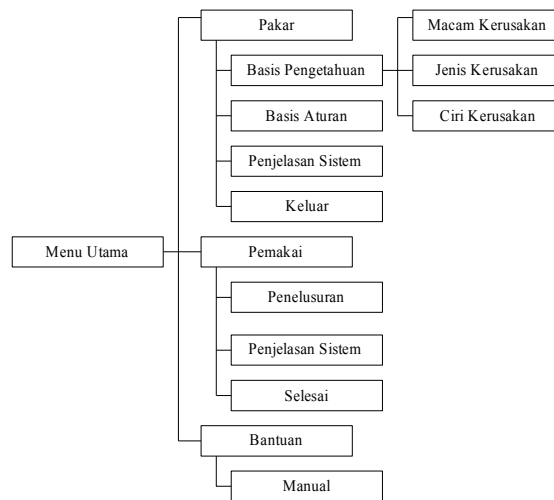 Pakar
Macam Kerusakan
Basis Pengetahuan
Jenis Kerusakan
Basis Aturan
Ciri Kerusakan
Penjelasan Sistem
Keluar
Menu Utama
Pemakai
Penelusuran
Penjelasan Sistem
Selesai
Bantuan
Manual